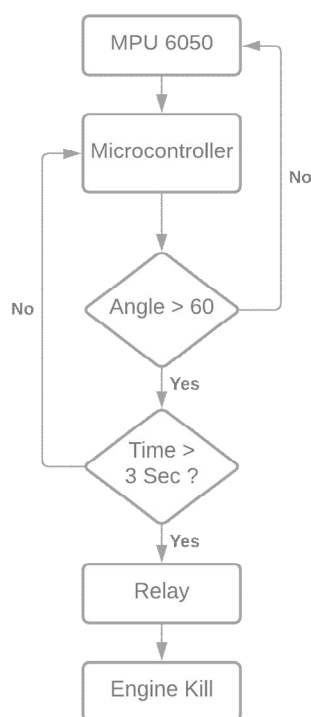 MPU 6050
Microcontroller
No
No
Angle > 60
Yes
Time >
3 Sec ?
Yes
Relay
Engine Kill